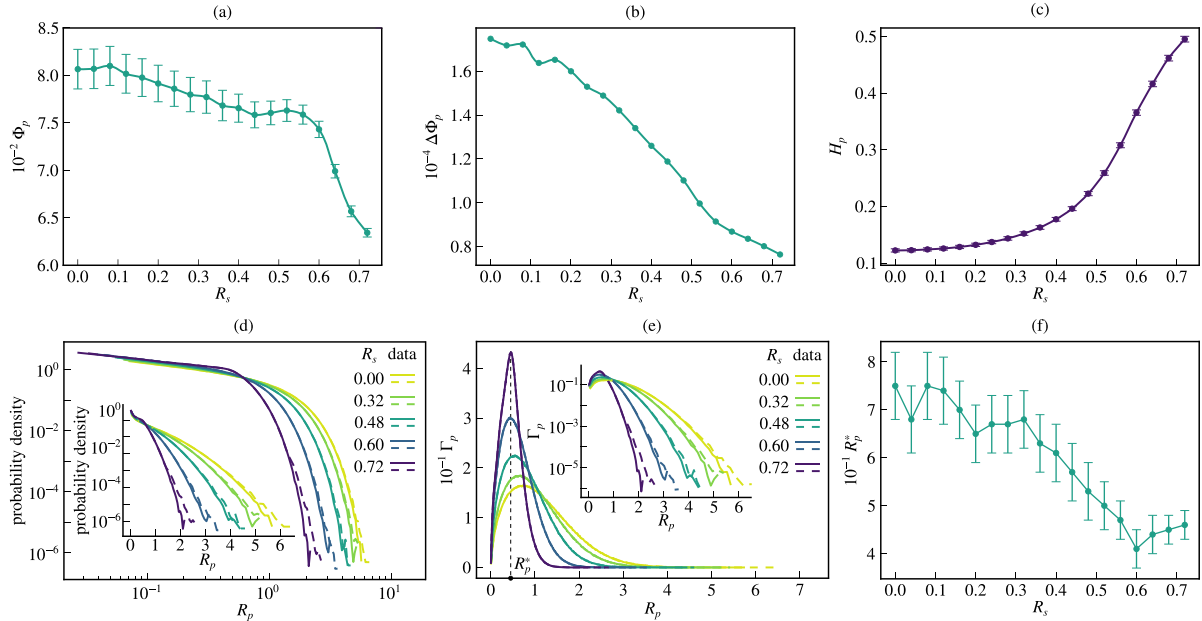 (a)
8.5
8.0
7.5
7.0
6.5
6.0
10⁻² Φₚ
0.0 0.1 0.2 0.3 0.4 0.5 0.6 0.7
Rₛ
(b)
1.6
1.4
1.2
1.0
0.8
10⁻⁴ ΔΦₚ
0.0 0.1 0.2 0.3 0.4 0.5 0.6 0.7
Rₛ
(c)
0.5
0.4
0.3
0.2
0.1
Hₚ
0.0 0.1 0.2 0.3 0.4 0.5 0.6 0.7
Rₛ
(d)
10⁰
10⁻²
10⁻⁴
10⁻⁶
probability density
Rₛ data
0.00
0.32
0.48
0.60
0.72
10⁰
10⁻¹
10⁻²
10⁻³
10⁻⁴
10⁻⁵
10⁻⁶
probability density
0 1 2 3 4 5 6
Rₚ
10⁻¹ 10⁰ 10¹
Rₚ
(e)
4
3
2
1
0
10⁻¹ Γₚ
Rₛ data
0.00
0.32
0.48
0.60
0.72
10⁻¹
10⁻³
10⁻⁵
Γₚ
0 1 2 3 4 5 6
Rₚ
Rₚ*
0 1 2 3 4 5 6 7
Rₚ
(f)
8
7
6
5
4
10⁻¹ Rₚ*
0.0 0.1 0.2 0.3 0.4 0.5 0.6 0.7
Rₛ